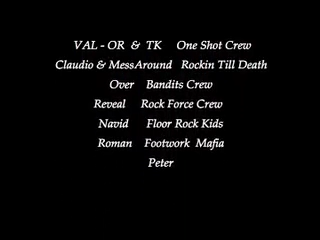 VAL - OR & TK One Shot Crew
Claudio & MessAround Rockin Till Death
Over Bandits Crew
Reveal Rock Force Crew
Navid Floor Rock Kids
Roman Footwork Mafia
Peter